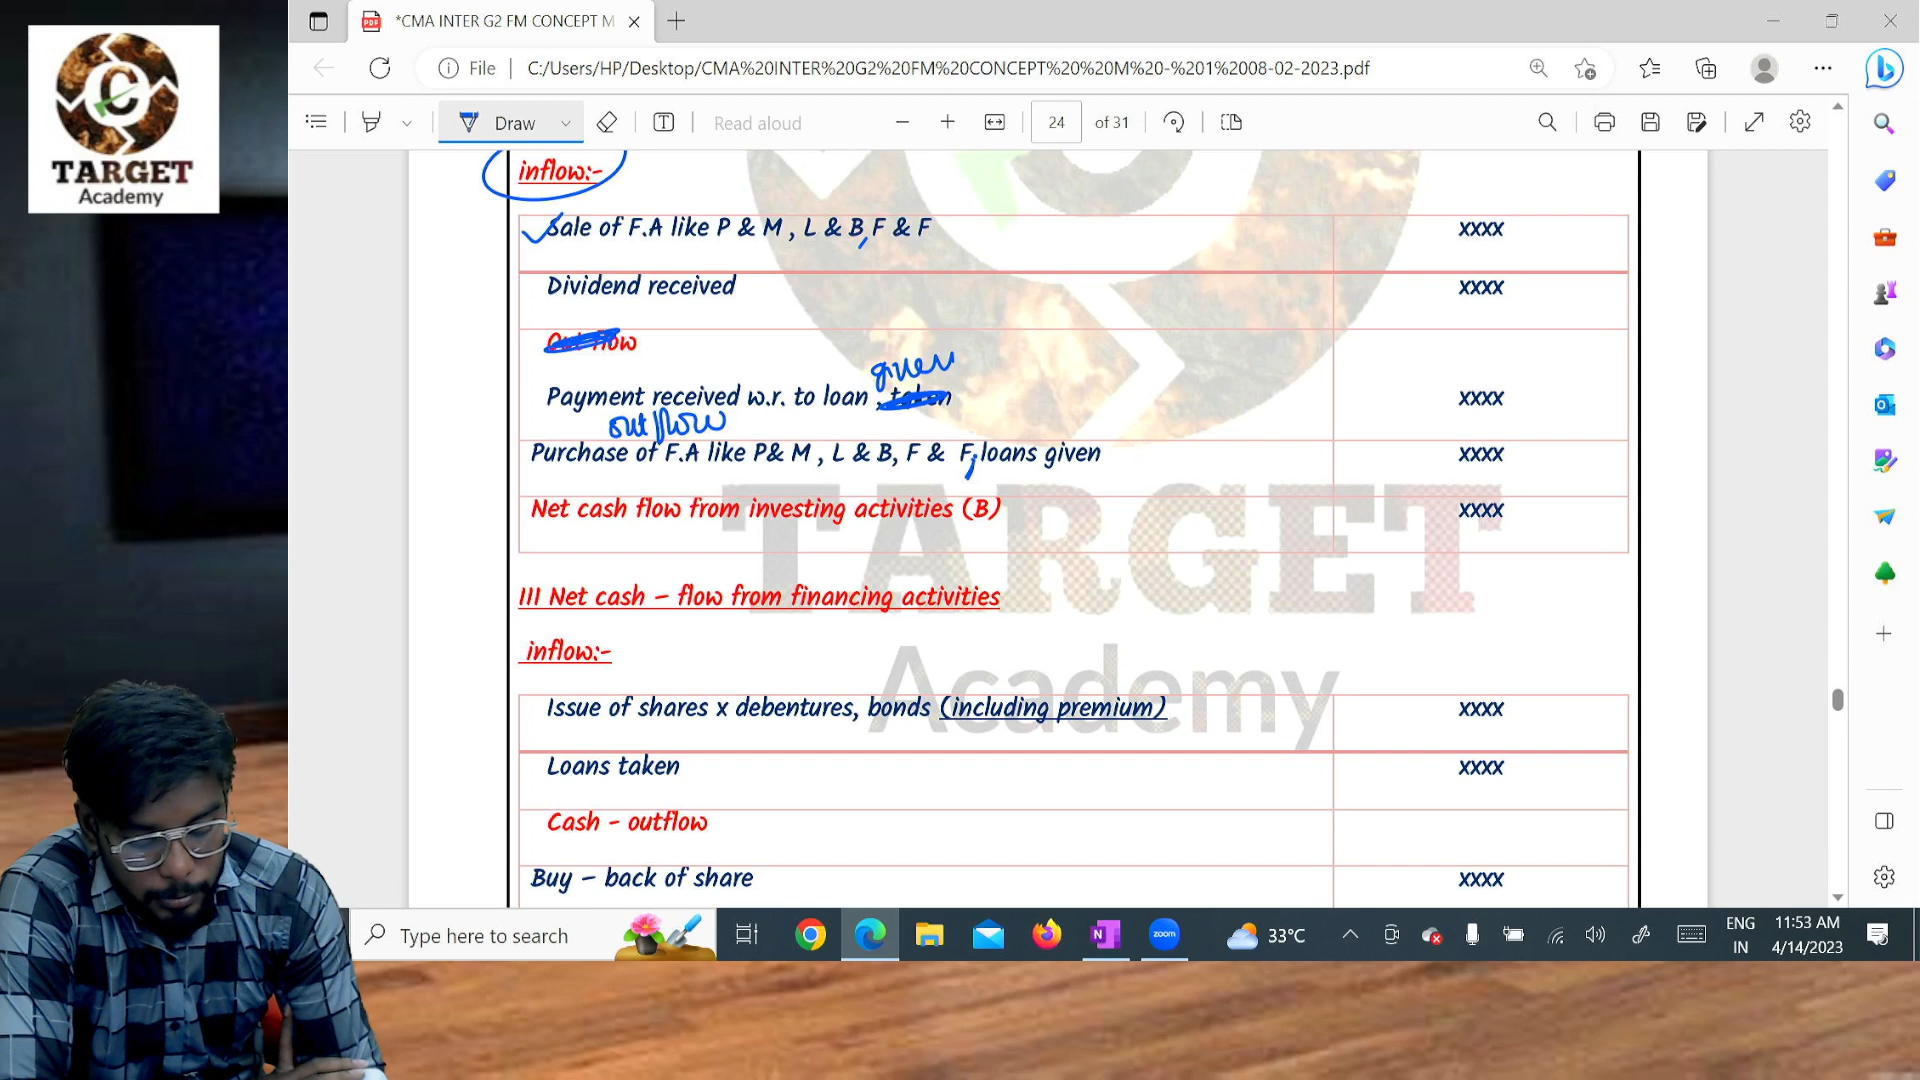 *CMA INTER G2 FM CONCEPT M
File
C:/Users/HP/Desktop/CMA%20INTER%20G2%20FM%20CONCEPT%20%20M%20-%201%2008-02-2023.pdf
TARGET
Academy
Draw
Read aloud
24 of 31
inflow:-
Sale of F.A like P & M , L & B, F & F xxxx
Dividend received xxxx
Out flow
given
Payment received w.r. to loan , taken xxxx
outflow
Purchase of F.A like P& M , L & B, F & F, loans given xxxx
Net cash flow from investing activities (B) xxxx
TARGET
Academy
III Net cash – flow from financing activities
inflow:-
Issue of shares x debentures, bonds (including premium) xxxx
Loans taken xxxx
Cash - outflow
Buy – back of share xxxx
Type here to search
zoom
33°C
ENG
IN
11:53 AM
4/14/2023